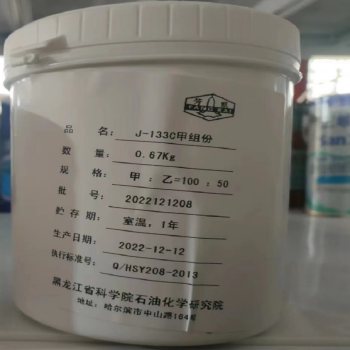 品 名： J-133C甲组份
数 量： 0.67Kg
规 格： 甲：乙=100：50
批 号： 2022121208
贮 存 期： 室温，1年
生产日期： 2022-12-12
执行标准号： Q/HSY208-2013
黑龙江省科学院石油化学研究院
地址：哈尔滨市中山路164号